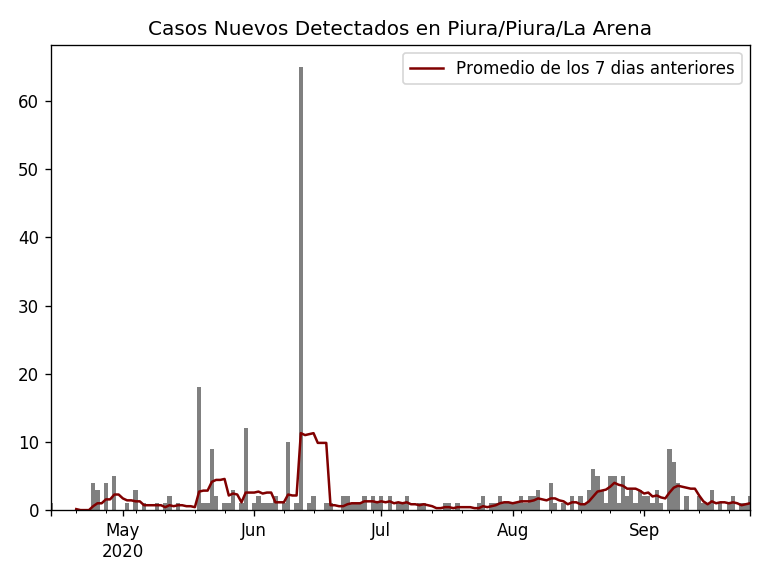 Casos Nuevos Detectados en Piura/Piura/La Arena
Promedio de los 7 dias anteriores
60
50
40
30
20
10
0
May Jun Jul Aug Sep
2020